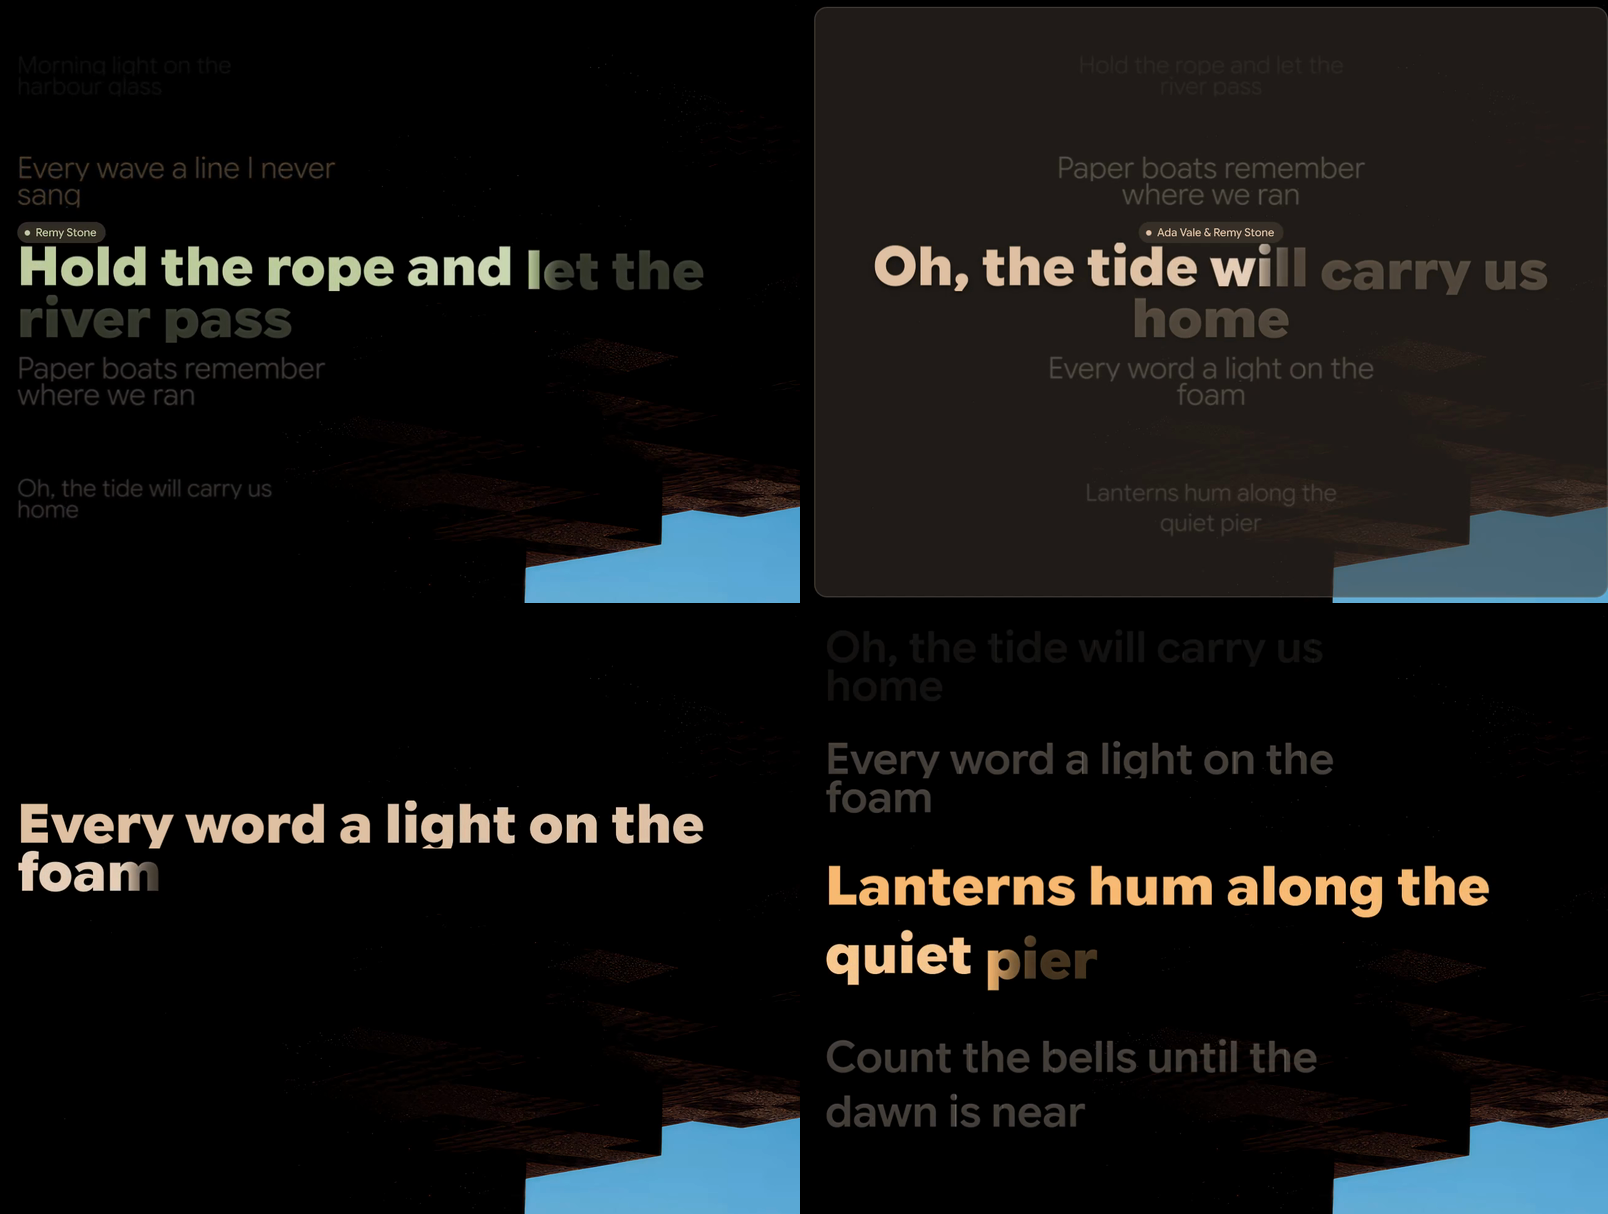 Morning light on the
harbour glass
Every wave a line I never
sang
Remy Stone
Hold the rope and let the
river pass
Paper boats remember
where we ran
Oh, the tide will carry us
home
Hold the rope and let the
river pass
Paper boats remember
where we ran
Ada Vale & Remy Stone
Oh, the tide will carry us
home
Every word a light on the
foam
Lanterns hum along the
quiet pier
Every word a light on the
foam
Oh, the tide will carry us
home
Every word a light on the
foam
Lanterns hum along the
quiet pier
Count the bells until the
dawn is near